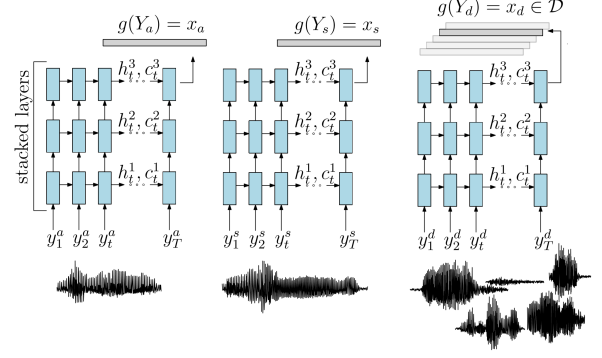 g(Y_a) = x_a
g(Y_s) = x_s
g(Y_d) = x_d ∈ 𝒟
stacked layers
h_t^3, c_t^3
h_t^2, c_t^2
h_t^1, c_t^1
y_1^a y_2^a y_t^a y_T^a
h_t^3, c_t^3
h_t^2, c_t^2
h_t^1, c_t^1
y_1^s y_2^s y_t^s y_T^s
h_t^3, c_t^3
h_t^2, c_t^2
h_t^1, c_t^1
y_1^d y_2^d y_t^d y_T^d